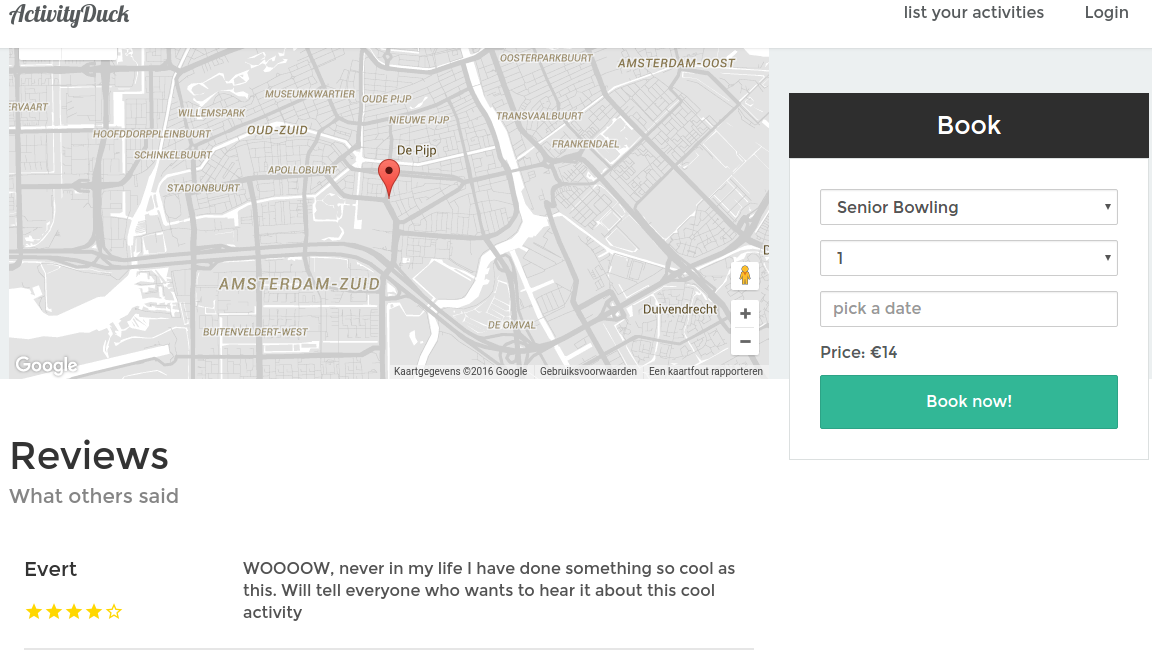 ActivityDuck
list your activities
Login
OOSTERPARKBUURT
AMSTERDAM-OOST
MUSEUMKWARTIER
OUDE PIJP
ERVAART
WILLEMSPARK
NIEUWE PIJP
TRANSVAALBUURT
HOOFDDORPPLEINBUURT
OUD-ZUID
FRANKENDAEL
De Pijp
SCHINKELBUURT
APOLLOBUURT
STADIONBUURT
D
AMSTERDAM-ZUID
Duivendrecht
BUITENVELDERT-WEST
DE OMVAL
+
−
Google
Kaartgegevens ©2016 Google
Gebruiksvoorwaarden
Een kaartfout rapporteren
Book
Senior Bowling
1
pick a date
Price: €14
Book now!
Reviews
What others said
Evert
WOOOOW, never in my life I have done something so cool as
this. Will tell everyone who wants to hear it about this cool
activity